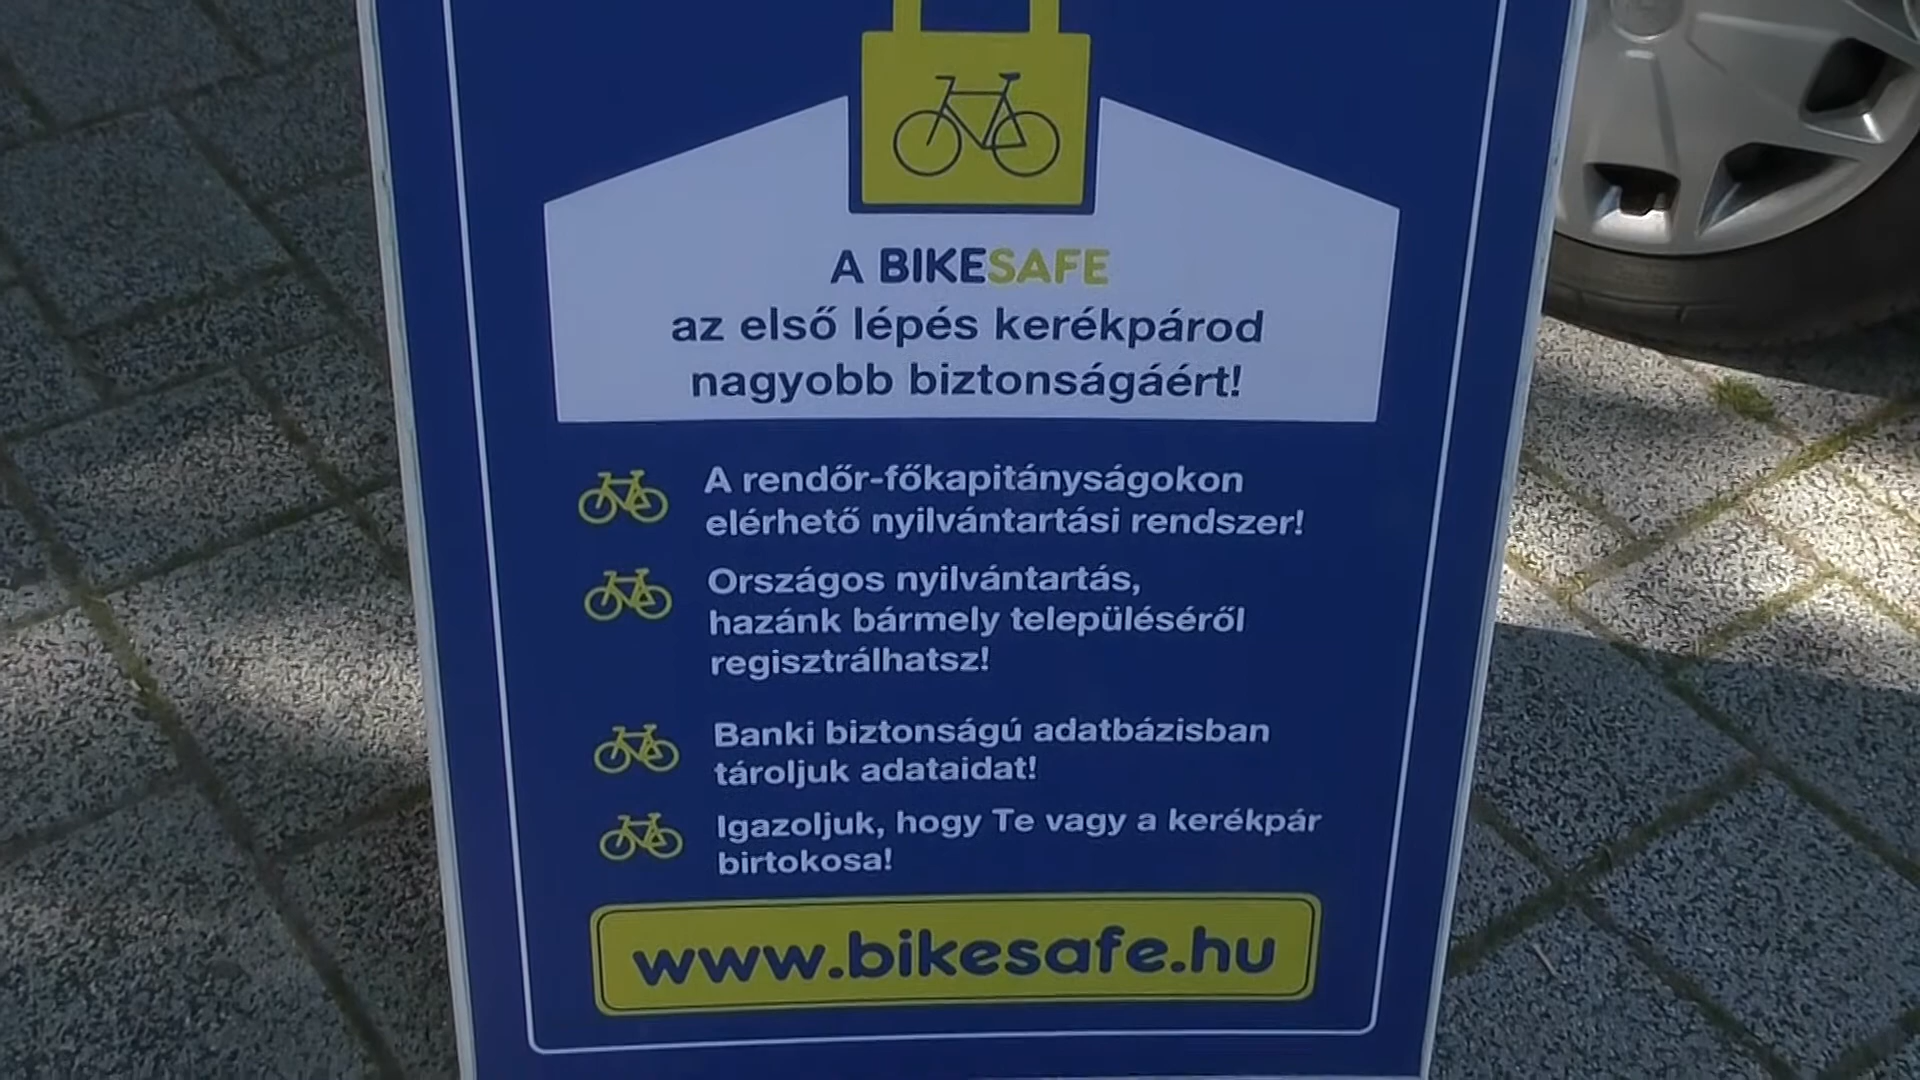 A BIKESAFE
az első lépés kerékpárod
nagyobb biztonságáért!
A rendőr-főkapitányságokon
elérhető nyilvántartási rendszer!
Országos nyilvántartás,
hazánk bármely településéről
regisztrálhatsz!
Banki biztonságú adatbázisban
tároljuk adataidat!
Igazoljuk, hogy Te vagy a kerékpár
birtokosa!
www.bikesafe.hu